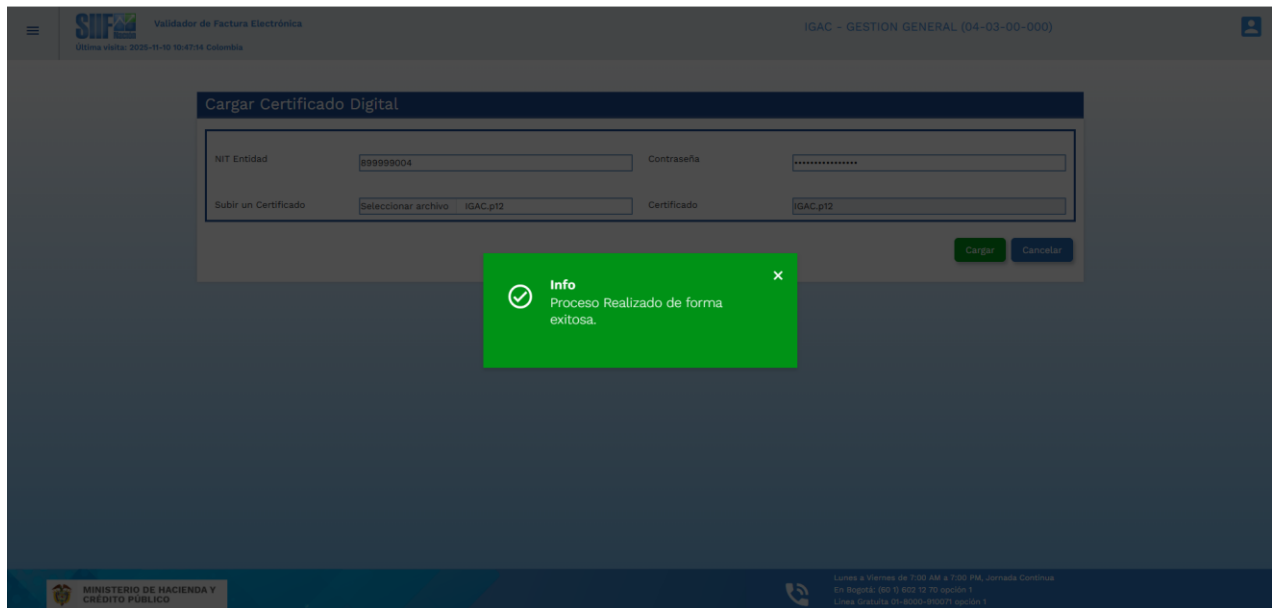 SIIF
Validador de Factura Electrónica
IGAC - GESTION GENERAL (04-03-00-000)
Última visita: 2025-11-10 10:47:14 Colombia
Cargar Certificado Digital
NIT Entidad
899999004
Contraseña
••••••••••••••••
Subir un Certificado
Seleccionar archivo IGAC.p12
Certificado
IGAC.p12
Cargar
Cancelar
Info
Proceso Realizado de forma
exitosa.
MINISTERIO DE HACIENDA Y
CRÉDITO PÚBLICO
Lunes a Viernes de 7:00 AM a 7:00 PM, Jornada Continua
En Bogotá: (60 1) 602 12 70 opción 1
Línea Gratuita 01-8000-910071 opción 1